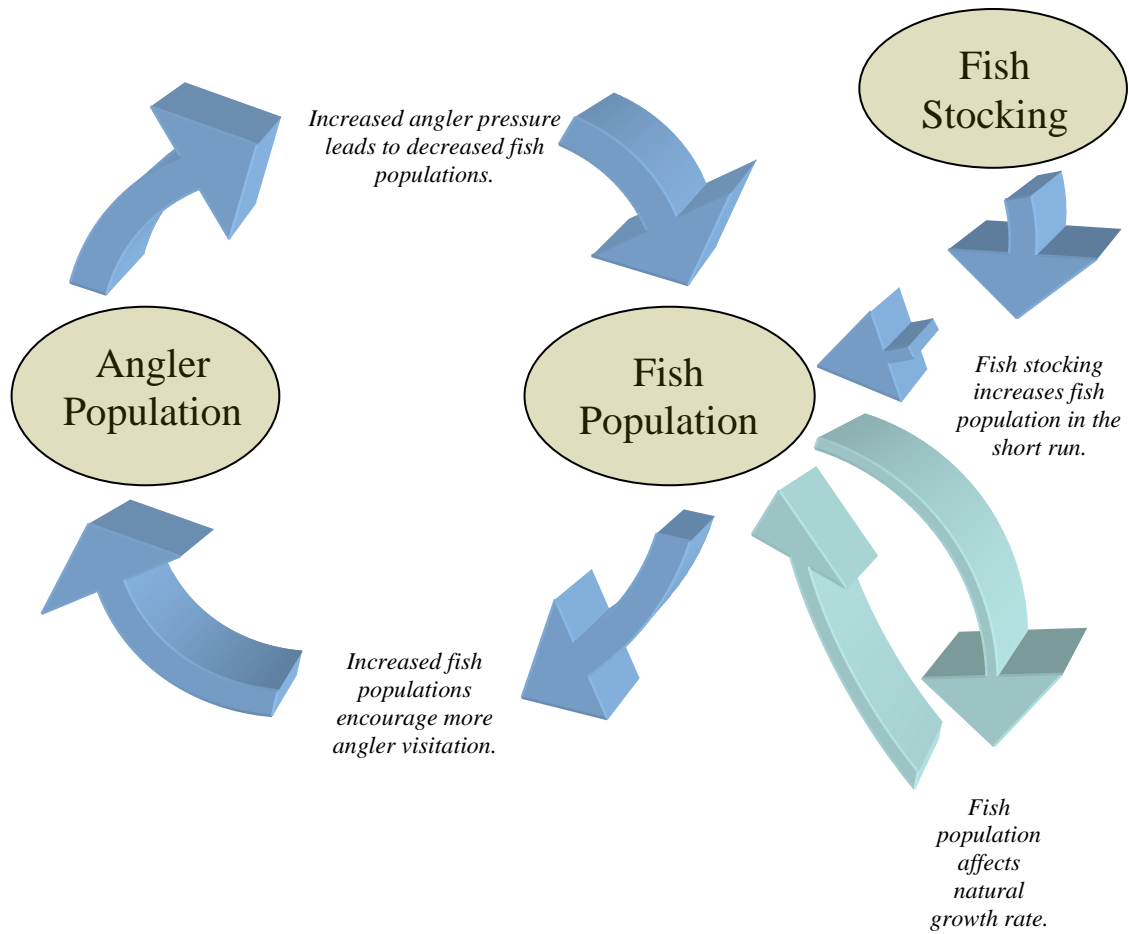 Fish
Stocking
Increased angler pressure
leads to decreased fish
populations.
Angler
Population
Fish
Population
Fish stocking
increases fish
population in the
short run.
Increased fish
populations
encourage more
angler visitation.
Fish
population
affects
natural
growth rate.